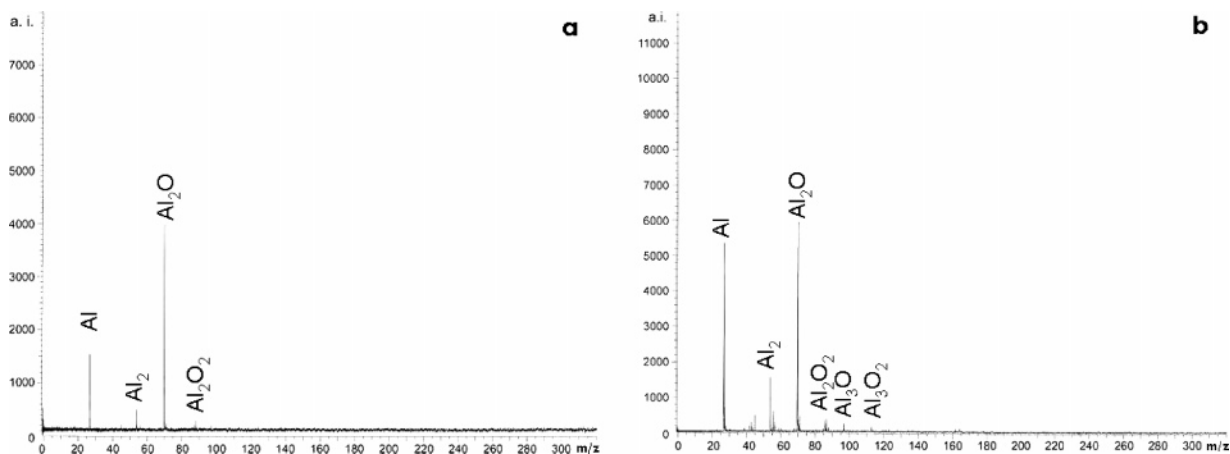 a. i.
a
7000
6000
5000
4000
3000
2000
1000
0
Al
Al₂
Al₂O
Al₂O₂
0 20 40 60 80 100 120 140 160 180 200 220 240 260 280 300 m/z
a.i.
b
11000
10000
9000
8000
7000
6000
5000
4000
3000
2000
1000
0
Al
Al₂
Al₂O
Al₂O₂
Al₃O
Al₃O₂
0 20 40 60 80 100 120 140 160 180 200 220 240 260 280 300 m/z